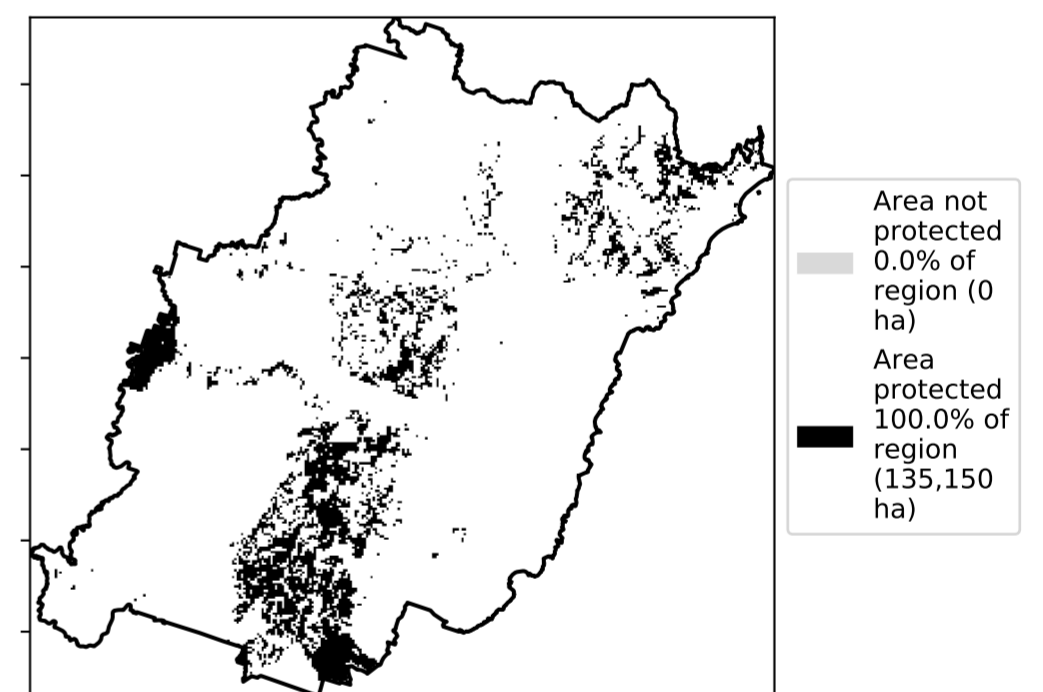 Area not
protected
0.0% of
region (0
ha)
Area
protected
100.0% of
region
(135,150
ha)